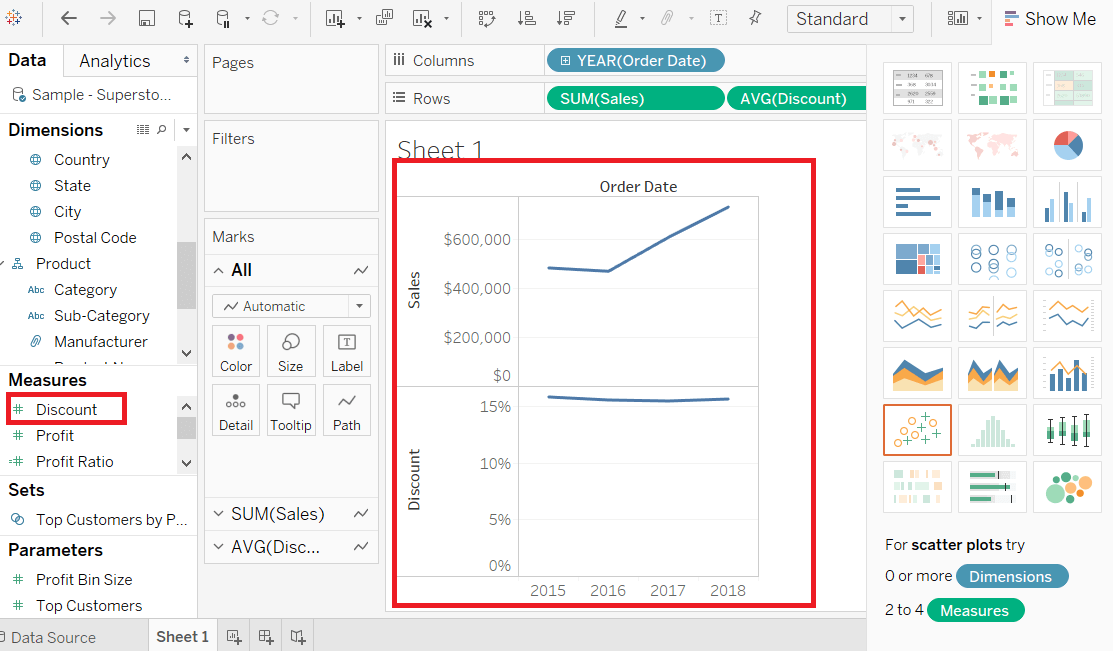 Standard
Show Me
Data
Analytics
Sample - Supersto...
Dimensions
Country
State
City
Postal Code
Product
Category
Sub-Category
Manufacturer
Measures
Discount
Profit
Profit Ratio
Sets
Top Customers by P...
Parameters
Profit Bin Size
Top Customers
Pages
Filters
Marks
All
Automatic
Color
Size
Label
Detail
Tooltip
Path
SUM(Sales)
AVG(Disc...
Columns
YEAR(Order Date)
Rows
SUM(Sales)
AVG(Discount)
Sheet 1
Order Date
Sales
$600,000
$400,000
$200,000
$0
Discount
15%
10%
5%
0%
2015 2016 2017 2018
For scatter plots try
0 or more Dimensions
2 to 4 Measures
Data Source
Sheet 1